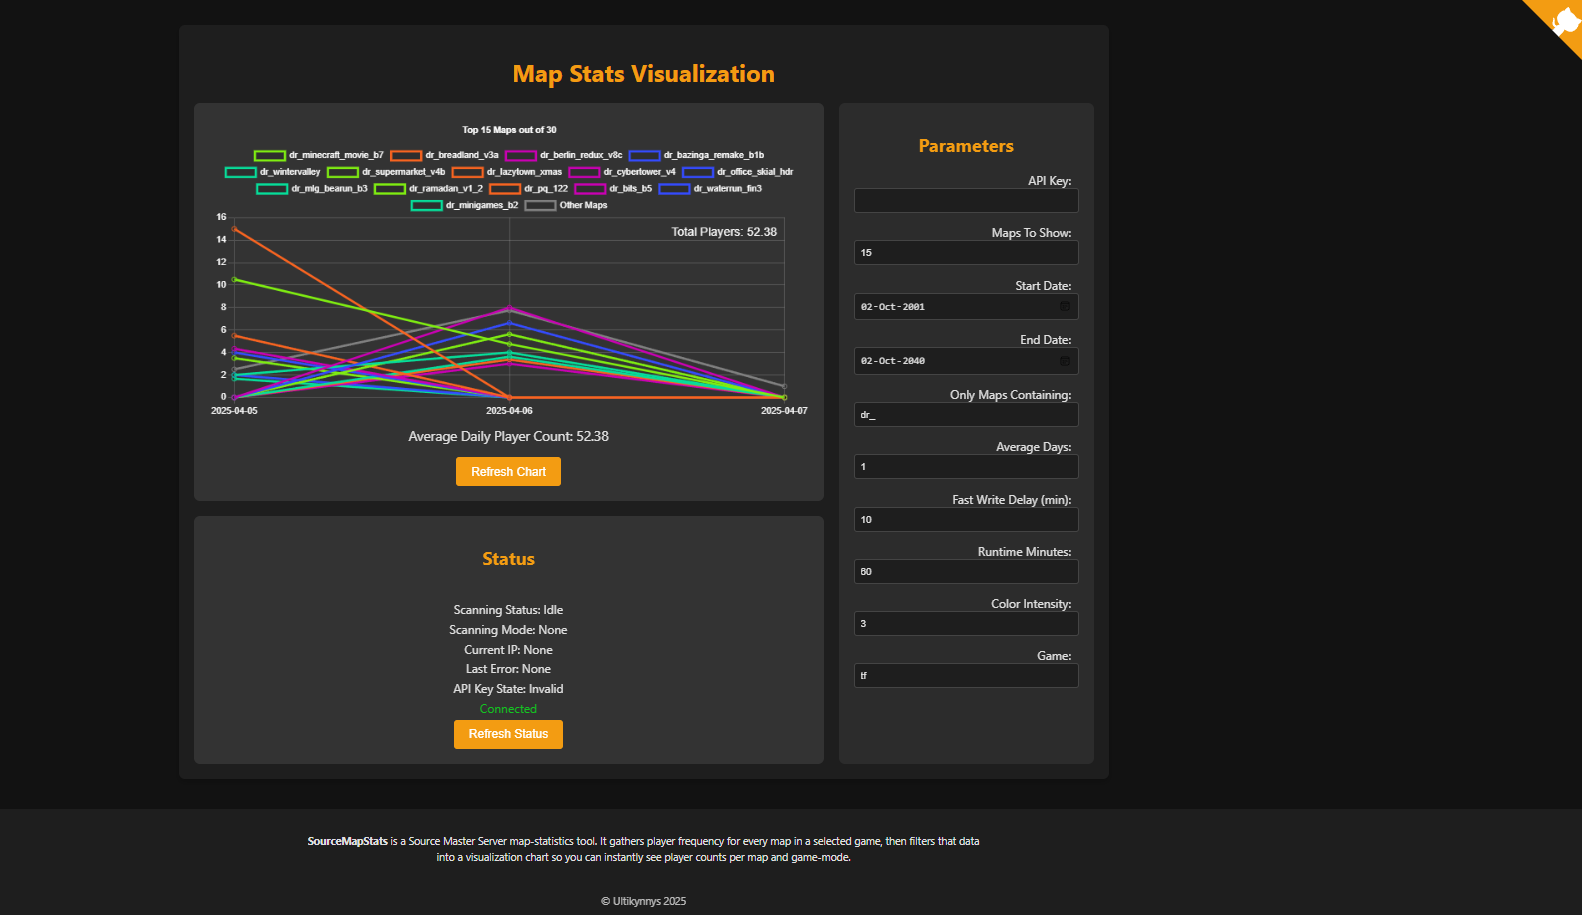 Map Stats Visualization
Top 15 Maps out of 30
dr_minecraft_movie_b7 dr_breadland_v3a dr_berlin_redux_v8c dr_bazinga_remake_b1b
dr_wintervalley dr_supermarket_v4b dr_lazytown_xmas dr_cybertower_v4 dr_office_skial_hdr
dr_mlg_bearun_b3 dr_ramadan_v1_2 dr_pq_122 dr_bits_b5 dr_waterrun_fin3
dr_minigames_b2 Other Maps
Total Players: 52.38
16
14
12
10
8
6
4
2
0
2025-04-05 2025-04-06 2025-04-07
Average Daily Player Count: 52.38
Refresh Chart
Status
Scanning Status: Idle
Scanning Mode: None
Current IP: None
Last Error: None
API Key State: Invalid
Connected
Refresh Status
Parameters
API Key:
Maps To Show:
15
Start Date:
02-Oct-2001
End Date:
02-Oct-2040
Only Maps Containing:
dr_
Average Days:
1
Fast Write Delay (min):
10
Runtime Minutes:
60
Color Intensity:
3
Game:
tf
SourceMapStats is a Source Master Server map-statistics tool. It gathers player frequency for every map in a selected game, then filters that data
into a visualization chart so you can instantly see player counts per map and game-mode.
© Ultikynnys 2025